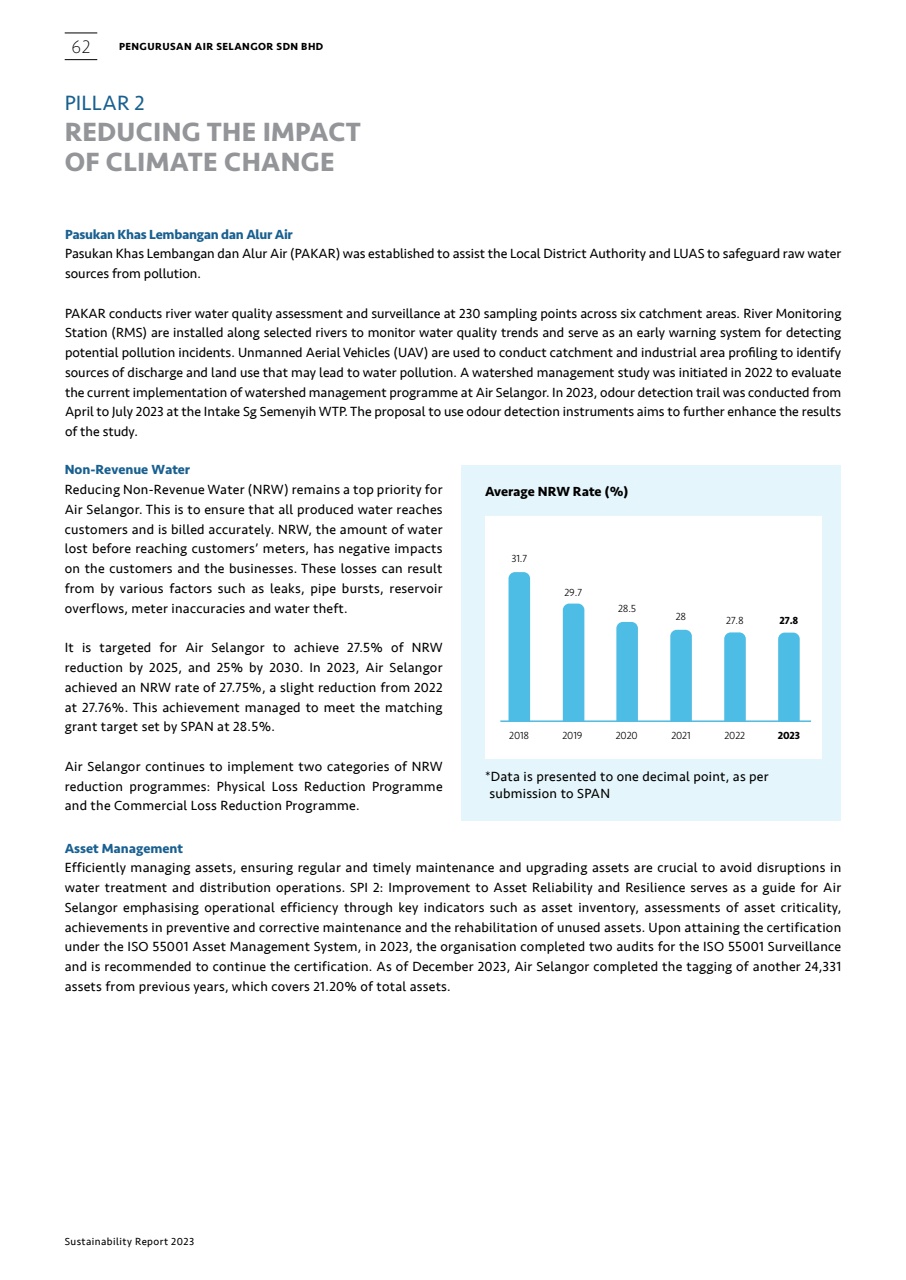 62
PENGURUSAN AIR SELANGOR SDN BHD
PILLAR 2
REDUCING THE IMPACT
OF CLIMATE CHANGE
Pasukan Khas Lembangan dan Alur Air
Pasukan Khas Lembangan dan Alur Air (PAKAR) was established to assist the Local District Authority and LUAS to safeguard raw water
sources from pollution.
PAKAR conducts river water quality assessment and surveillance at 230 sampling points across six catchment areas. River Monitoring
Station (RMS) are installed along selected rivers to monitor water quality trends and serve as an early warning system for detecting
potential pollution incidents. Unmanned Aerial Vehicles (UAV) are used to conduct catchment and industrial area profiling to identify
sources of discharge and land use that may lead to water pollution. A watershed management study was initiated in 2022 to evaluate
the current implementation of watershed management programme at Air Selangor. In 2023, odour detection trail was conducted from
April to July 2023 at the Intake Sg Semenyih WTP. The proposal to use odour detection instruments aims to further enhance the results
of the study.
Non-Revenue Water
Reducing Non-Revenue Water (NRW) remains a top priority for
Air Selangor. This is to ensure that all produced water reaches
customers and is billed accurately. NRW, the amount of water
lost before reaching customers' meters, has negative impacts
on the customers and the businesses. These losses can result
from by various factors such as leaks, pipe bursts, reservoir
overflows, meter inaccuracies and water theft.
It is targeted for Air Selangor to achieve 27.5% of NRW
reduction by 2025, and 25% by 2030. In 2023, Air Selangor
achieved an NRW rate of 27.75%, a slight reduction from 2022
at 27.76%. This achievement managed to meet the matching
grant target set by SPAN at 28.5%.
Air Selangor continues to implement two categories of NRW
reduction programmes: Physical Loss Reduction Programme
and the Commercial Loss Reduction Programme.
Average NRW Rate (%)
31.7
29.7
28.5
28
27.8
27.8
2018
2019
2020
2021
2022
2023
*Data is presented to one decimal point, as per
submission to SPAN
Asset Management
Efficiently managing assets, ensuring regular and timely maintenance and upgrading assets are crucial to avoid disruptions in
water treatment and distribution operations. SPI 2: Improvement to Asset Reliability and Resilience serves as a guide for Air
Selangor emphasising operational efficiency through key indicators such as asset inventory, assessments of asset criticality,
achievements in preventive and corrective maintenance and the rehabilitation of unused assets. Upon attaining the certification
under the ISO 55001 Asset Management System, in 2023, the organisation completed two audits for the ISO 55001 Surveillance
and is recommended to continue the certification. As of December 2023, Air Selangor completed the tagging of another 24,331
assets from previous years, which covers 21.20% of total assets.
Sustainability Report 2023